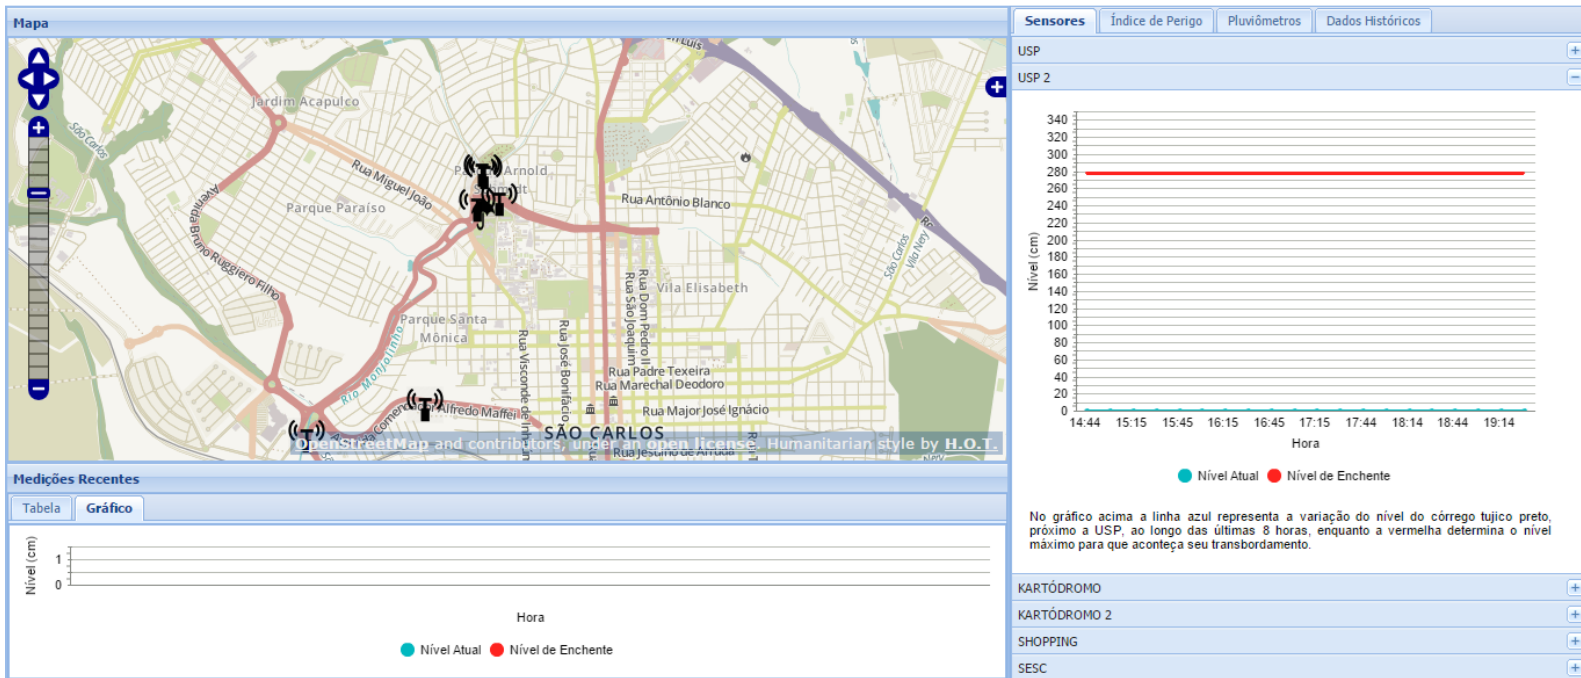 Mapa
Jardim Acapulco
São Carlos
Rua Miguel João
Parque Paraíso
Avenida Bruno Ruggiero Filho
Rua Antônio Blanco
São Carlos
Vila Nery
Vila Elisabeth
Rua Dom Pedro II
Rua São Joaquim
Parque Santa
Mônica
Rio Monjolinho
Rua José Bonifácio
Rua Visconde de Inhaúma
Rua Padre Texeira
Rua Marechal Deodoro
Rua Major José Ignácio
Alfredo Maffei
SÃO CARLOS
Rua Jesuíno de Arruda
OpenStreetMap and contributors, under an open license. Humanitarian style by H.O.T.
Medições Recentes
Tabela Gráfico
Nível (cm)
1
0
Hora
Nível Atual Nível de Enchente
Sensores Índice de Perigo Pluviômetros Dados Históricos
USP
USP 2
Nível (cm)
340
320
300
280
260
240
220
200
180
160
140
120
100
80
60
40
20
0
14:44 15:15 15:45 16:15 16:45 17:15 17:44 18:14 18:44 19:14
Hora
Nível Atual Nível de Enchente
No gráfico acima a linha azul representa a variação do nível do córrego tujico preto,
próximo a USP, ao longo das últimas 8 horas, enquanto a vermelha determina o nível
máximo para que aconteça seu transbordamento.
KARTÓDROMO
KARTÓDROMO 2
SHOPPING
SESC